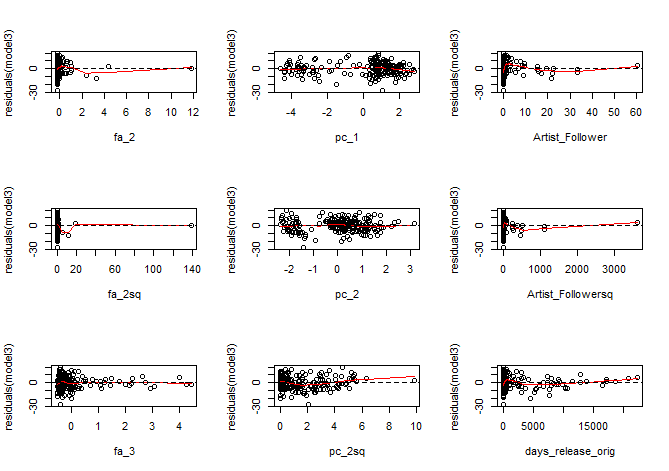 residuals(model3)
0
-30
0 2 4 6 8 10 12
fa_2
residuals(model3)
0
-30
-4 -2 0 2
pc_1
residuals(model3)
0
-30
0 10 20 30 40 50 60
Artist_Follower
residuals(model3)
0
-30
0 20 40 60 80 100 140
fa_2sq
residuals(model3)
0
-30
-2 -1 0 1 2 3
pc_2
residuals(model3)
0
-30
0 1000 2000 3000
Artist_Followersq
residuals(model3)
0
-30
0 1 2 3 4
fa_3
residuals(model3)
0
-30
0 2 4 6 8 10
pc_2sq
residuals(model3)
0
-30
0 5000 15000
days_release_orig